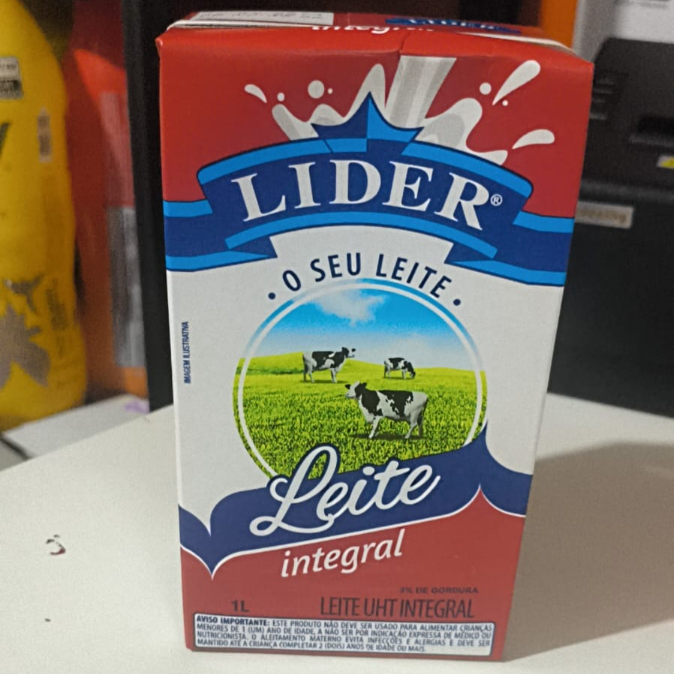 LIDER®
• O SEU LEITE •
IMAGEM ILUSTRATIVA
Leite
integral
3% DE GORDURA
1L LEITE UHT INTEGRAL
AVISO IMPORTANTE: ESTE PRODUTO NÃO DEVE SER USADO PARA ALIMENTAR CRIANÇAS
MENORES DE 1 (UM) ANO DE IDADE, A NÃO SER POR INDICAÇÃO EXPRESSA DE MÉDICO OU
NUTRICIONISTA. O ALEITAMENTO MATERNO EVITA INFECÇÕES E ALERGIAS E DEVE SER
MANTIDO ATÉ A CRIANÇA COMPLETAR 2 (DOIS) ANOS DE IDADE OU MAIS.